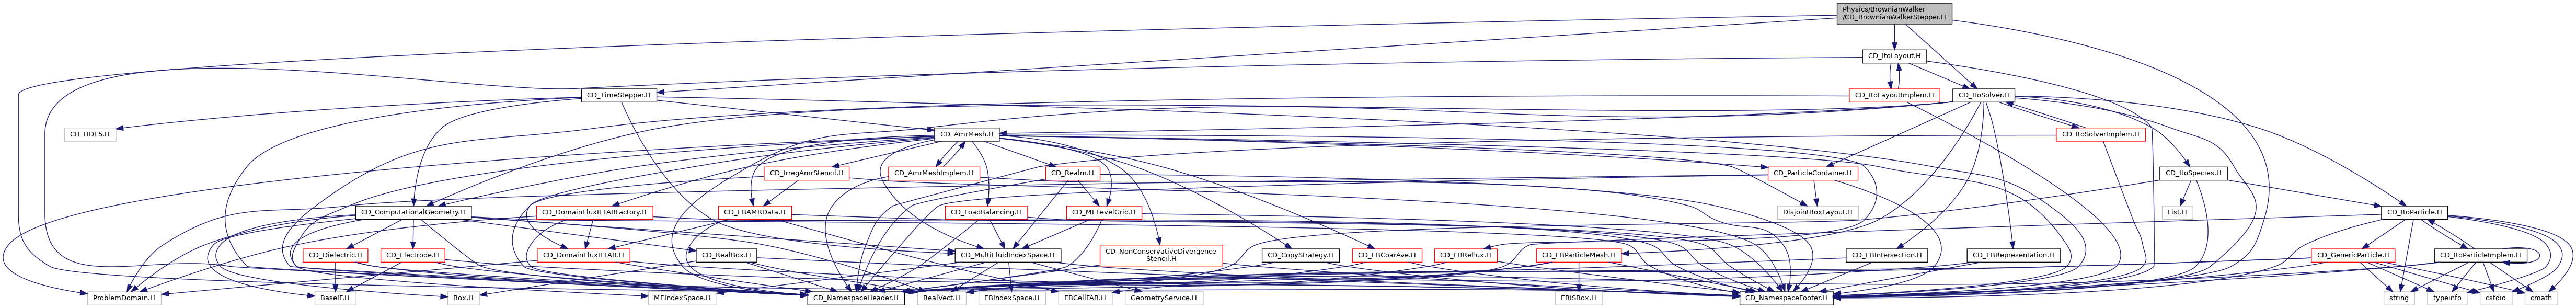 Physics/BrownianWalker
/CD_BrownianWalkerStepper.H
CD_ItoLayout.H
CD_TimeStepper.H
CD_ItoLayoutImplem.H
CD_ItoSolver.H
CH_HDF5.H
CD_AmrMesh.H
CD_ItoSolverImplem.H
CD_IrregAmrStencil.H
CD_AmrMeshImplem.H
CD_Realm.H
CD_ParticleContainer.H
CD_ItoSpecies.H
CD_ComputationalGeometry.H
CD_DomainFluxIFFABFactory.H
CD_EBAMRData.H
CD_LoadBalancing.H
CD_MFLevelGrid.H
DisjointBoxLayout.H
List.H
CD_ItoParticle.H
CD_Dielectric.H
CD_Electrode.H
CD_DomainFluxIFFAB.H
CD_RealBox.H
CD_MultiFluidIndexSpace.H
CD_NonConservativeDivergence
Stencil.H
CD_CopyStrategy.H
CD_EBCoarAve.H
CD_EBReflux.H
CD_EBParticleMesh.H
CD_EBIntersection.H
CD_EBRepresentation.H
CD_GenericParticle.H
CD_ItoParticleImplem.H
ProblemDomain.H
BaseIF.H
Box.H
MFIndexSpace.H
CD_NamespaceHeader.H
RealVect.H
EBIndexSpace.H
EBCellFAB.H
GeometryService.H
EBISBox.H
CD_NamespaceFooter.H
string
typeinfo
cstdio
cmath